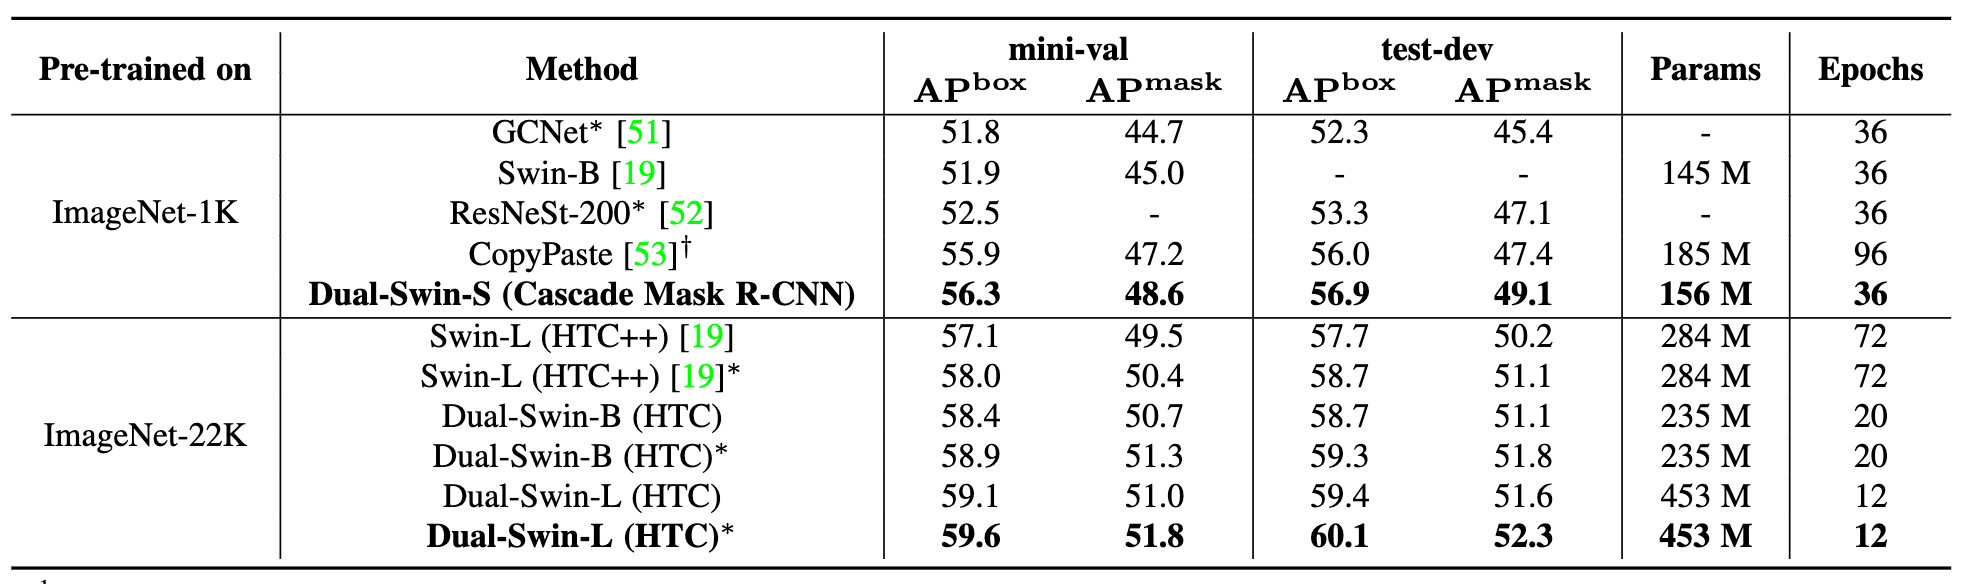 Pre-trained on Method mini-val test-dev Params Epochs
AP^box AP^mask AP^box AP^mask
GCNet* [51] 51.8 44.7 52.3 45.4 - 36
Swin-B [19] 51.9 45.0 - - 145 M 36
ImageNet-1K ResNeSt-200* [52] 52.5 - 53.3 47.1 - 36
CopyPaste [53]† 55.9 47.2 56.0 47.4 185 M 96
Dual-Swin-S (Cascade Mask R-CNN) 56.3 48.6 56.9 49.1 156 M 36
Swin-L (HTC++) [19] 57.1 49.5 57.7 50.2 284 M 72
Swin-L (HTC++) [19]* 58.0 50.4 58.7 51.1 284 M 72
Dual-Swin-B (HTC) 58.4 50.7 58.7 51.1 235 M 20
ImageNet-22K Dual-Swin-B (HTC)* 58.9 51.3 59.3 51.8 235 M 20
Dual-Swin-L (HTC) 59.1 51.0 59.4 51.6 453 M 12
Dual-Swin-L (HTC)* 59.6 51.8 60.1 52.3 453 M 12